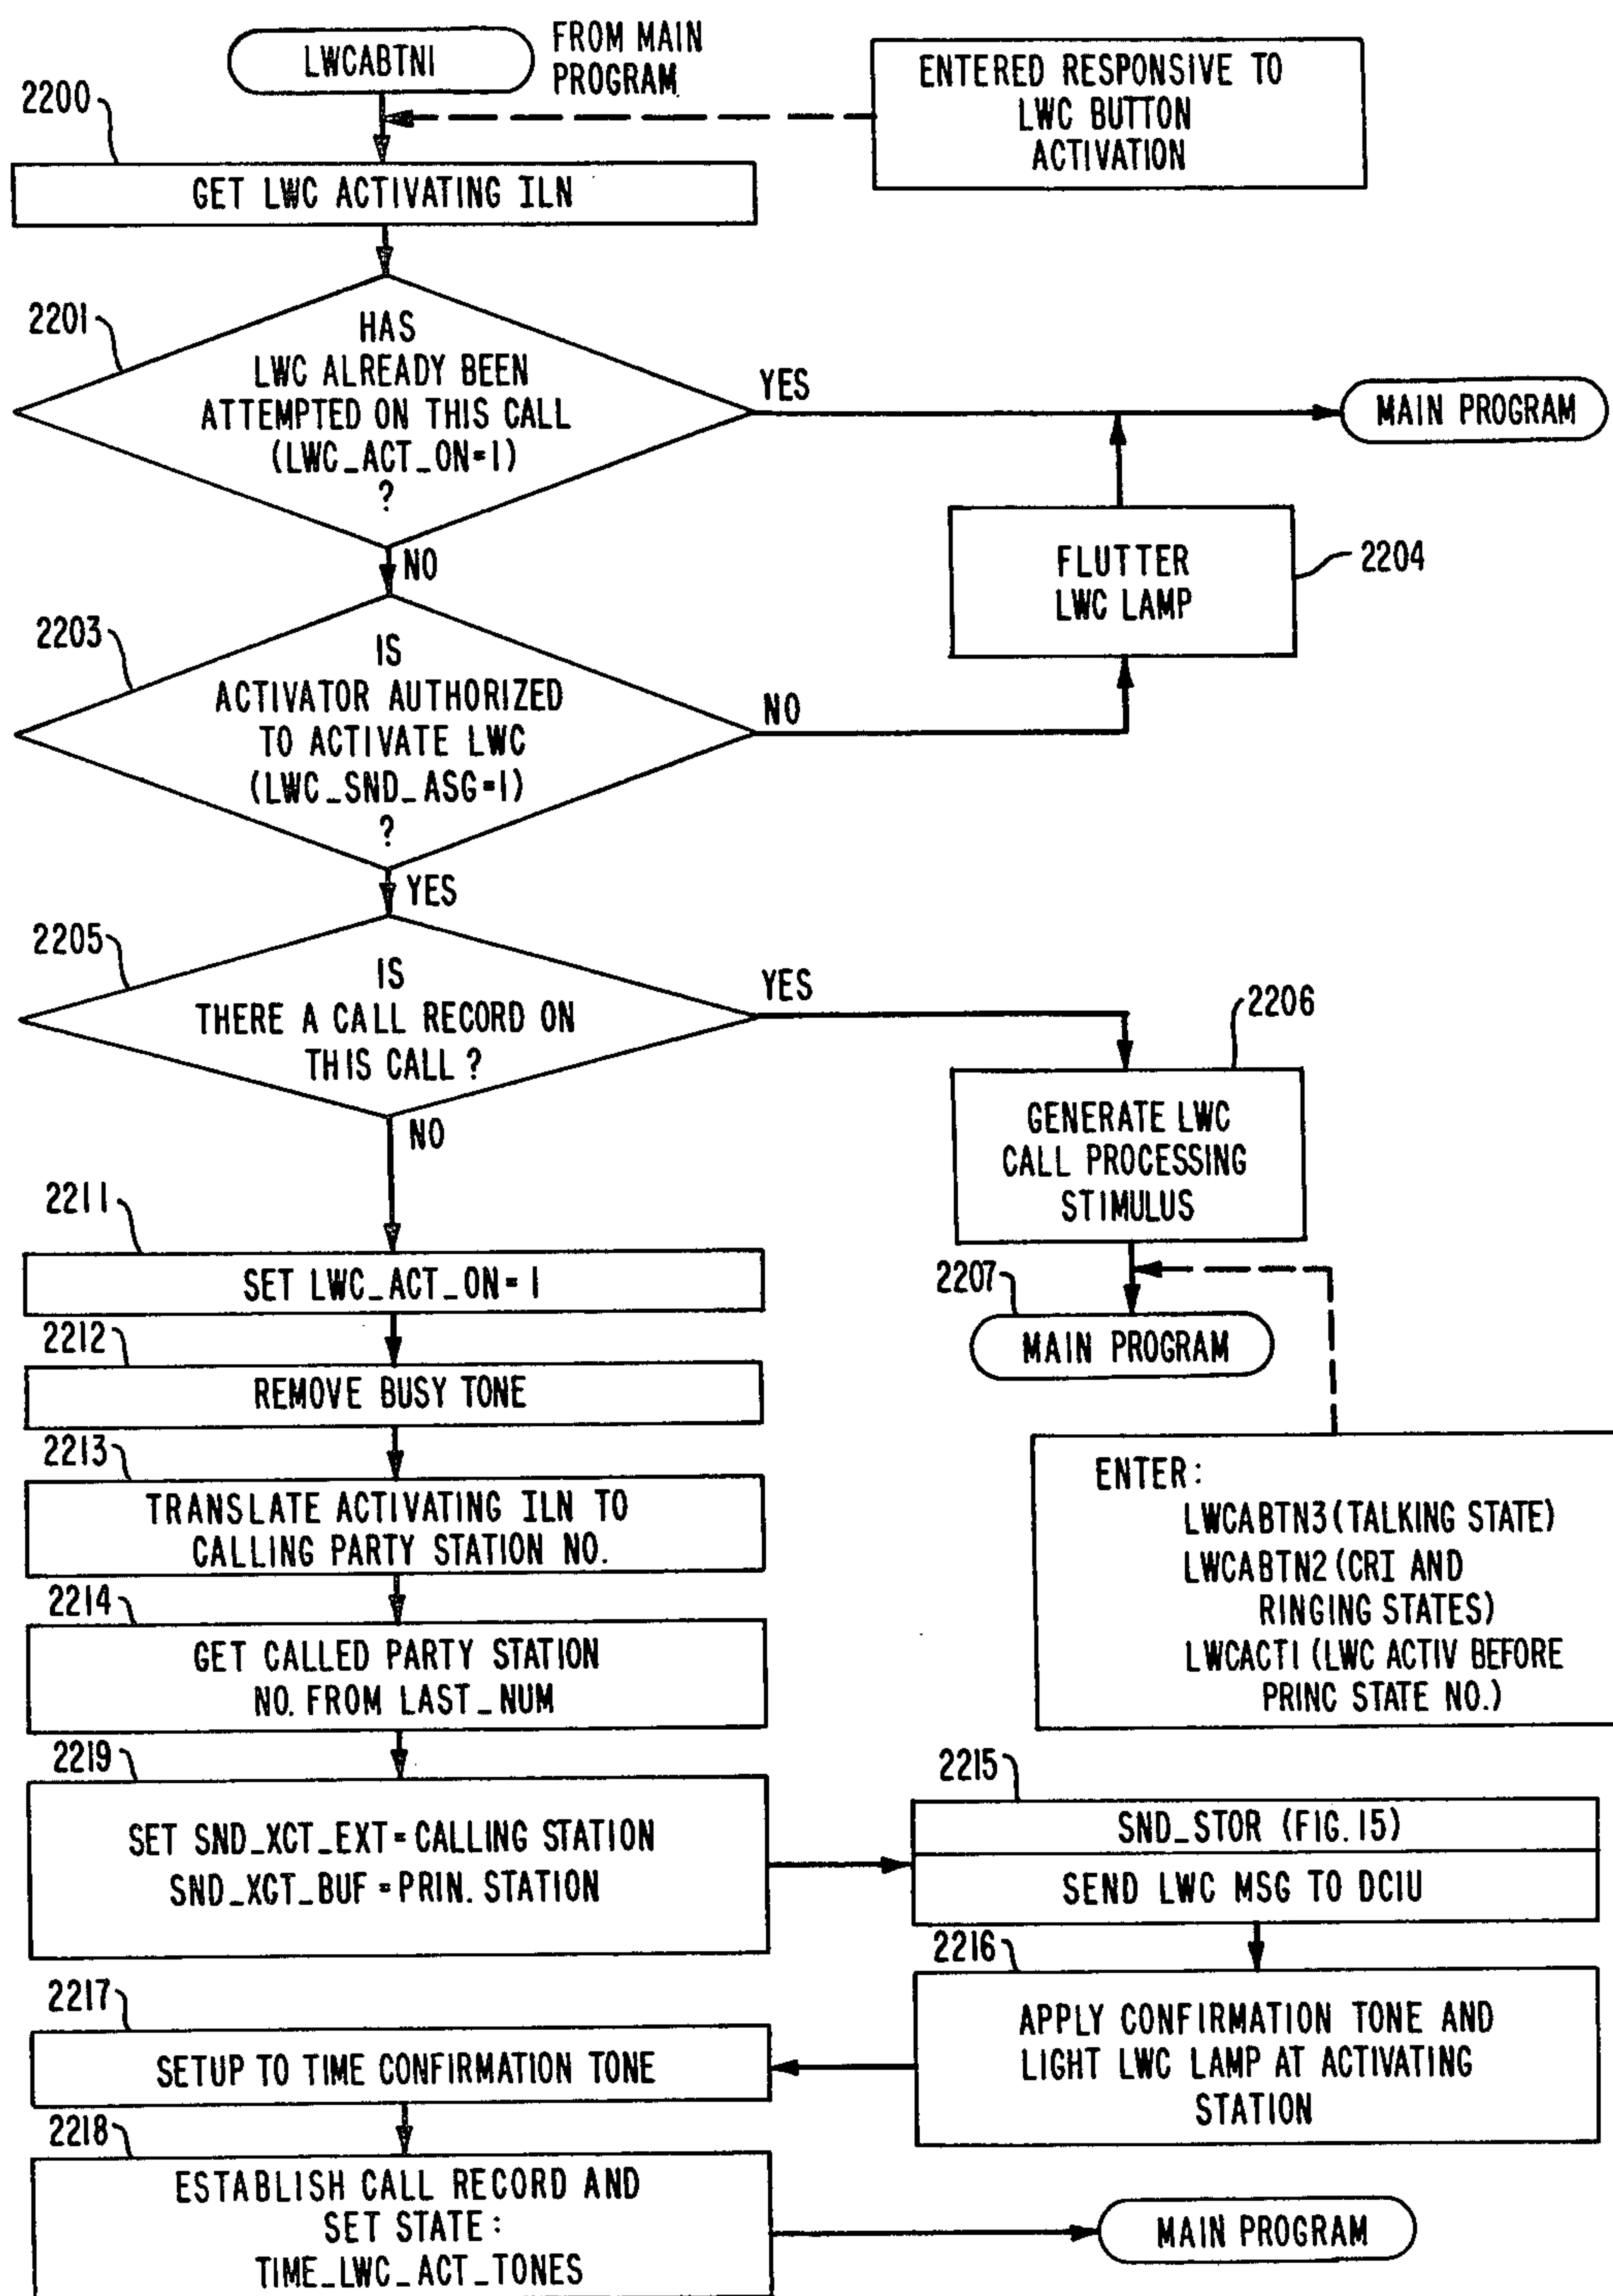 LWCABTN1
FROM MAIN
PROGRAM
ENTERED RESPONSIVE TO
LWC BUTTON
ACTIVATION
2200
GET LWC ACTIVATING ILN
2201
HAS
LWC ALREADY BEEN
ATTEMPTED ON THIS CALL
(LWC_ACT_ON=1)
?
YES
MAIN PROGRAM
NO
FLUTTER
LWC LAMP
2204
2203
IS
ACTIVATOR AUTHORIZED
TO ACTIVATE LWC
(LWC_SND_ASG=1)
?
NO
YES
2205
IS
THERE A CALL RECORD ON
THIS CALL ?
YES
2206
GENERATE LWC
CALL PROCESSING
STIMULUS
NO
2207
MAIN PROGRAM
2211
SET LWC_ACT_ON = 1
2212
REMOVE BUSY TONE
2213
TRANSLATE ACTIVATING ILN TO
CALLING PARTY STATION NO.
ENTER:
LWCABTN3 (TALKING STATE)
LWCABTN2 (CRI AND
RINGING STATES)
LWCACT1 (LWC ACTIV BEFORE
PRINC STATE NO.)
2214
GET CALLED PARTY STATION
NO. FROM LAST_NUM
2219
SET SND_XCT_EXT = CALLING STATION
SND_XCT_BUF = PRIN. STATION
2215
SND_STOR (FIG. 15)
SEND LWC MSG TO DCIU
2216
APPLY CONFIRMATION TONE AND
LIGHT LWC LAMP AT ACTIVATING
STATION
2217
SETUP TO TIME CONFIRMATION TONE
2218
ESTABLISH CALL RECORD AND
SET STATE:
TIME_LWC_ACT_TONES
MAIN PROGRAM